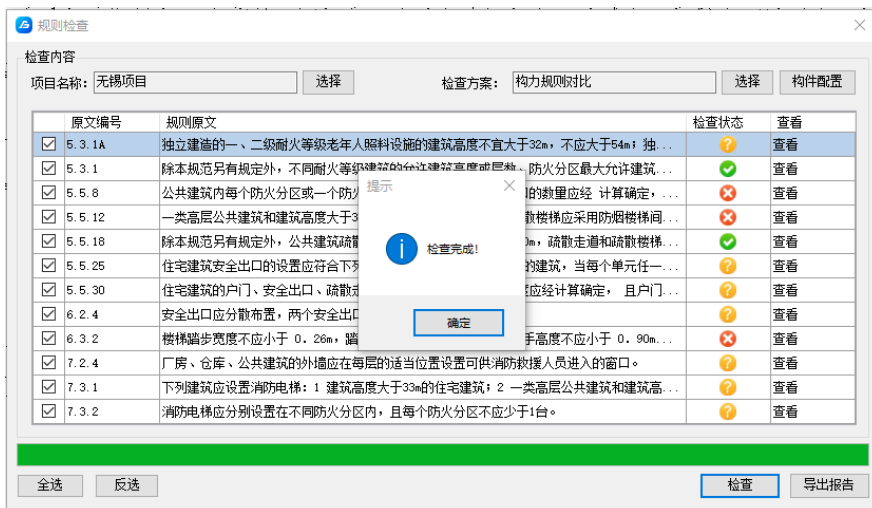 规则检查
检查内容
项目名称: 无锡项目 选择 检查方案: 构力规则对比 选择 构件配置
原文编号 规则原文 检查状态 查看
5.3.1A 独立建造的一、二级耐火等级老年人照料设施的建筑高度不宜大于32m，不应大于54m；独... 查看
5.3.1 除本规范另有规定外，不同耐火等级建筑的允许建筑高度或层数、防火分区最大允许建筑... 查看
5.5.8 公共建筑内每个防火分区或一个防 的数量应经 计算确定，... 查看
5.5.12 一类高层公共建筑和建筑高度大于3 散楼梯应采用防烟楼梯间... 查看
5.5.18 除本规范另有规定外，公共建筑疏 m，疏散走道和疏散楼梯... 查看
5.5.25 住宅建筑安全出口的设置应符合下 的建筑，当每个单元任一... 查看
5.5.30 住宅建筑的户门、安全出口、疏散 应经计算确定， 且户门... 查看
6.2.4 安全出口应分散布置，两个安全出 查看
6.3.2 楼梯踏步宽度不应小于 0. 26m，踏 手高度不应小于 0. 90m... 查看
7.2.4 厂房、仓库、公共建筑的外墙应在每层的适当位置设置可供消防救援人员进入的窗口。 查看
7.3.1 下列建筑应设置消防电梯：1 建筑高度大于33m的住宅建筑；2 一类高层公共建筑和建筑高... 查看
7.3.2 消防电梯应分别设置在不同防火分区内，且每个防火分区不应少于1台。 查看
提示
检查完成!
确定
全选 反选 检查 导出报告